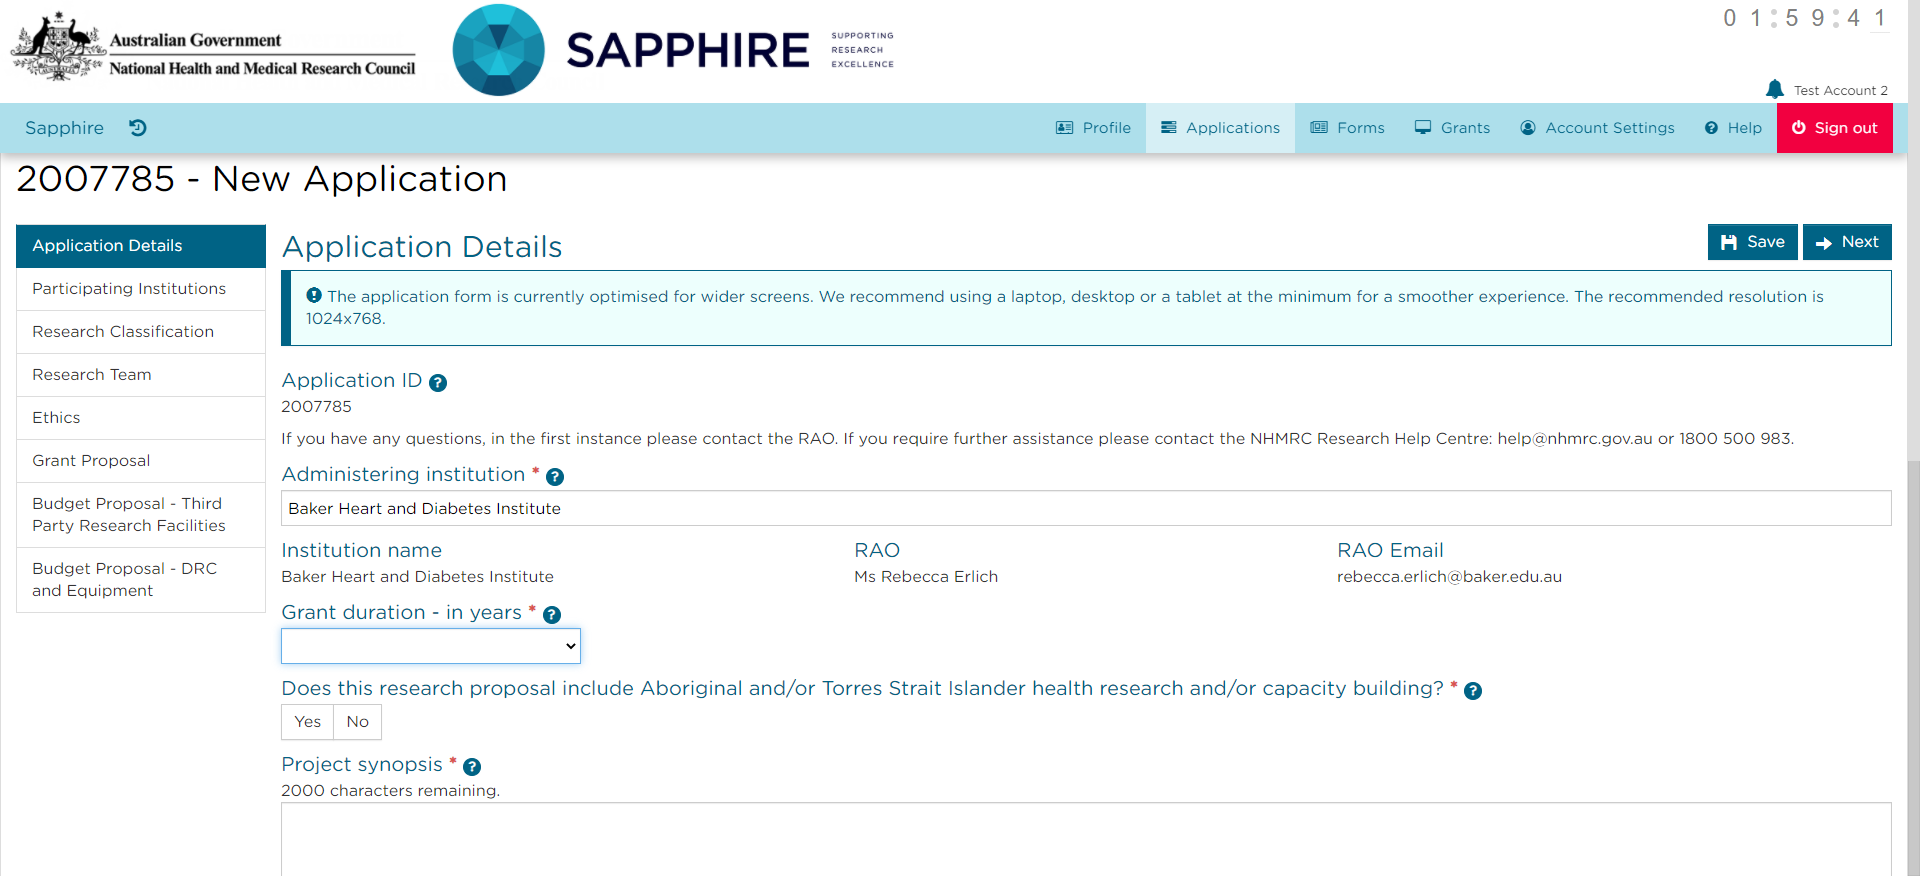 Australian Government
National Health and Medical Research Council
SAPPHIRE
SUPPORTING
RESEARCH
EXCELLENCE
01:59:41
Test Account 2
Sapphire
Profile
Applications
Forms
Grants
Account Settings
Help
Sign out
2007785 - New Application
Application Details
Participating Institutions
Research Classification
Research Team
Ethics
Grant Proposal
Budget Proposal - Third
Party Research Facilities
Budget Proposal - DRC
and Equipment
Application Details
Save
Next
The application form is currently optimised for wider screens. We recommend using a laptop, desktop or a tablet at the minimum for a smoother experience. The recommended resolution is
1024x768.
Application ID ?
2007785
If you have any questions, in the first instance please contact the RAO. If you require further assistance please contact the NHMRC Research Help Centre: help@nhmrc.gov.au or 1800 500 983.
Administering institution * ?
Baker Heart and Diabetes Institute
Institution name RAO RAO Email
Baker Heart and Diabetes Institute Ms Rebecca Erlich rebecca.erlich@baker.edu.au
Grant duration - in years * ?
Does this research proposal include Aboriginal and/or Torres Strait Islander health research and/or capacity building? * ?
Yes No
Project synopsis * ?
2000 characters remaining.